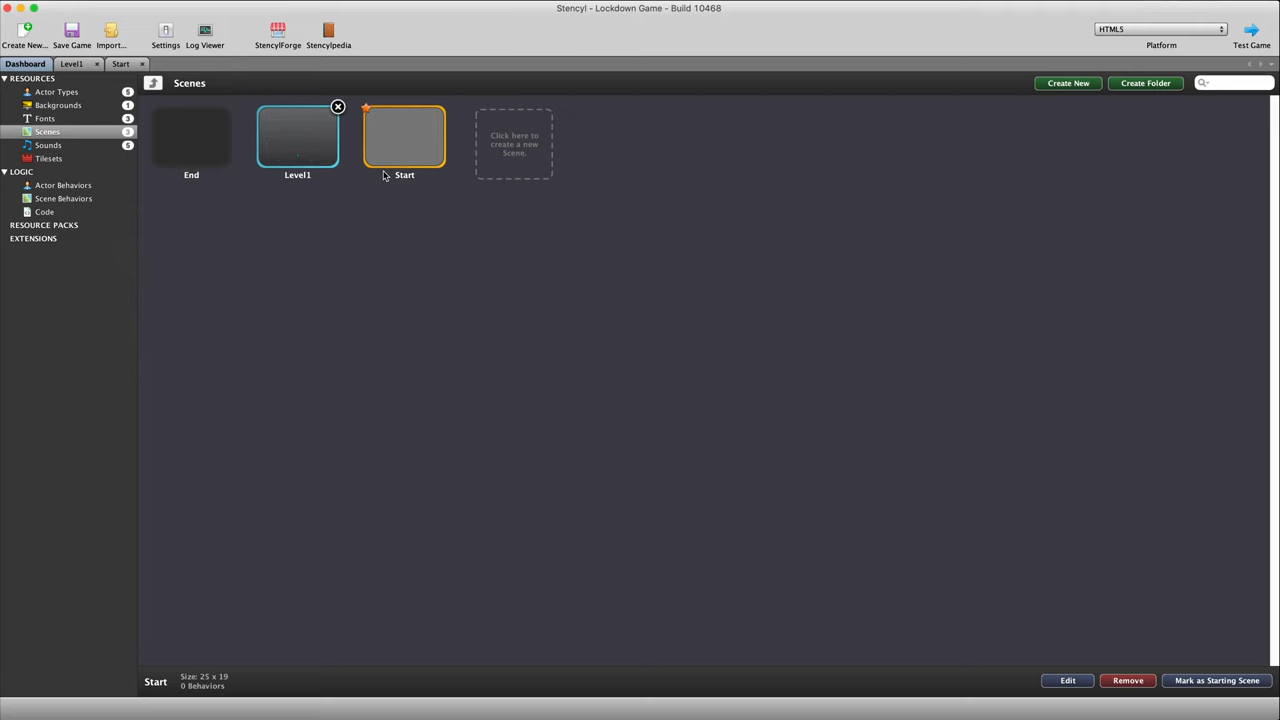 Stencyl - Lockdown Game - Build 10468
Create New...
Save Game
Import...
Settings
Log Viewer
StencylForge
Stencylpedia
HTML5
Platform
Test Game
Dashboard
Level1
Start
RESOURCES
Actor Types 5
Backgrounds 1
Fonts 3
Scenes 3
Sounds 5
Tilesets
LOGIC
Actor Behaviors
Scene Behaviors
Code
RESOURCE PACKS
EXTENSIONS
Scenes
Create New
Create Folder
End
Level1
Start
Click here to
create a new
Scene.
Start
Size: 25 x 19
0 Behaviors
Edit
Remove
Mark as Starting Scene